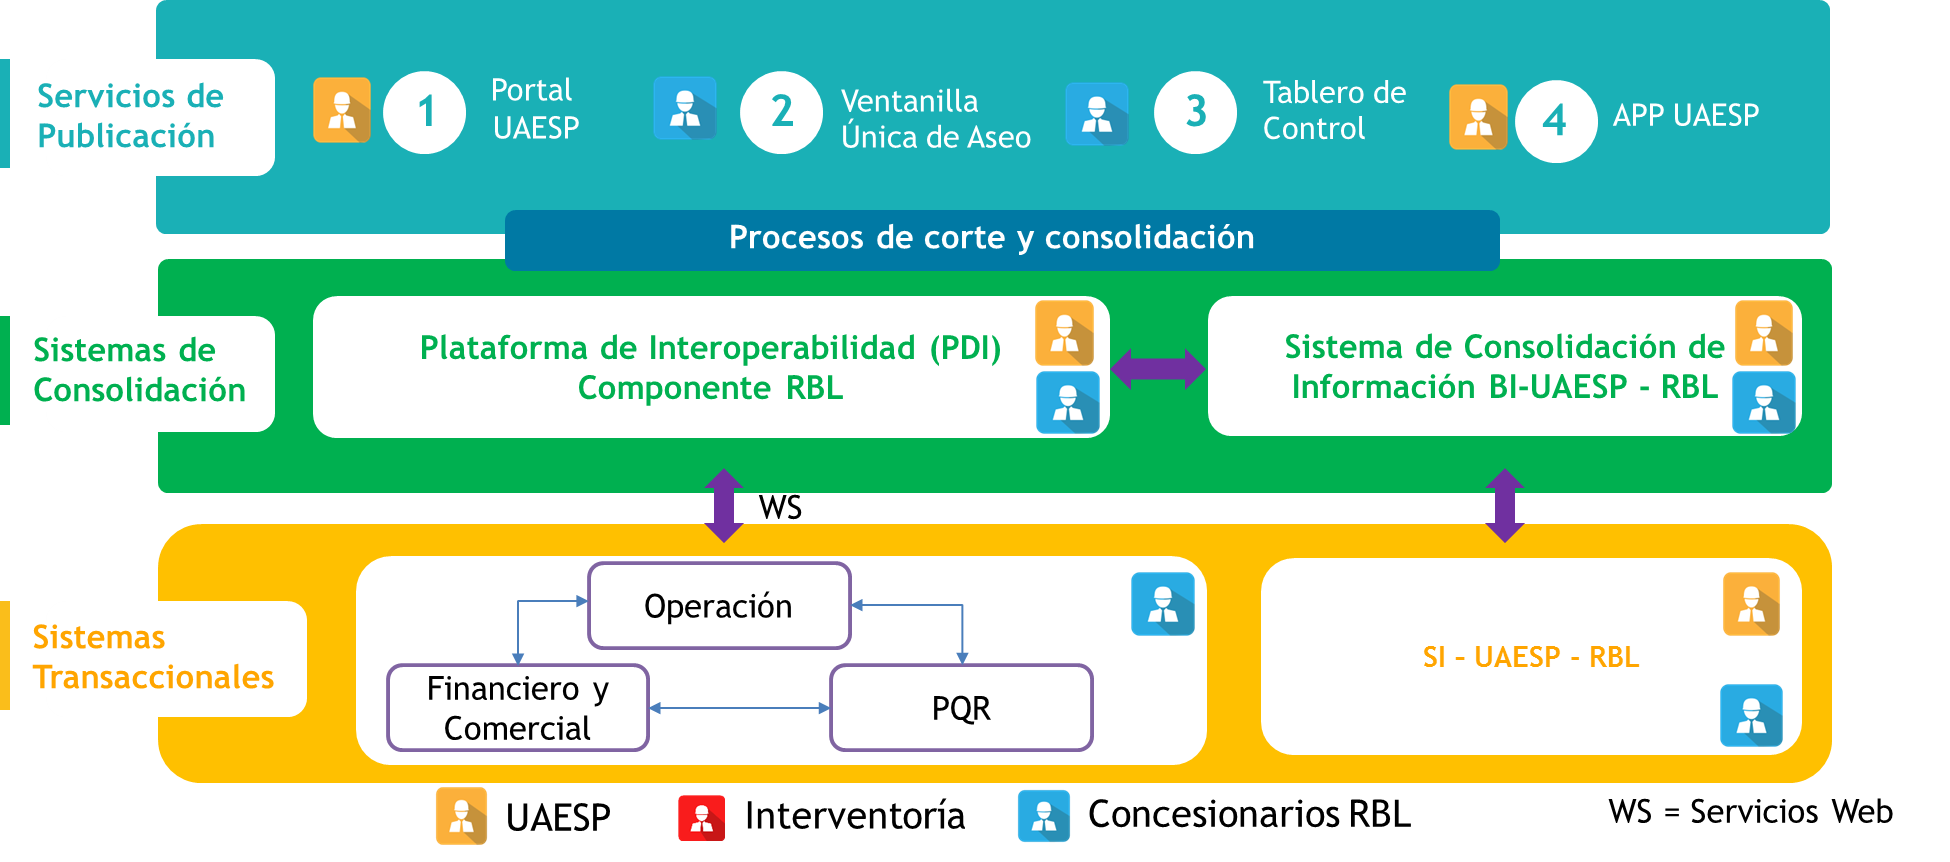 Servicios de
Publicación
1
Portal
UAESP
2
Ventanilla
Única de Aseo
3
Tablero de
Control
4
APP UAESP
Procesos de corte y consolidación
Sistemas de
Consolidación
Plataforma de Interoperabilidad (PDI)
Componente RBL
Sistema de Consolidación de
Información BI-UAESP - RBL
WS
Sistemas
Transaccionales
Operación
Financiero y
Comercial
PQR
SI – UAESP – RBL
UAESP
Interventoría
Concesionarios RBL
WS = Servicios Web